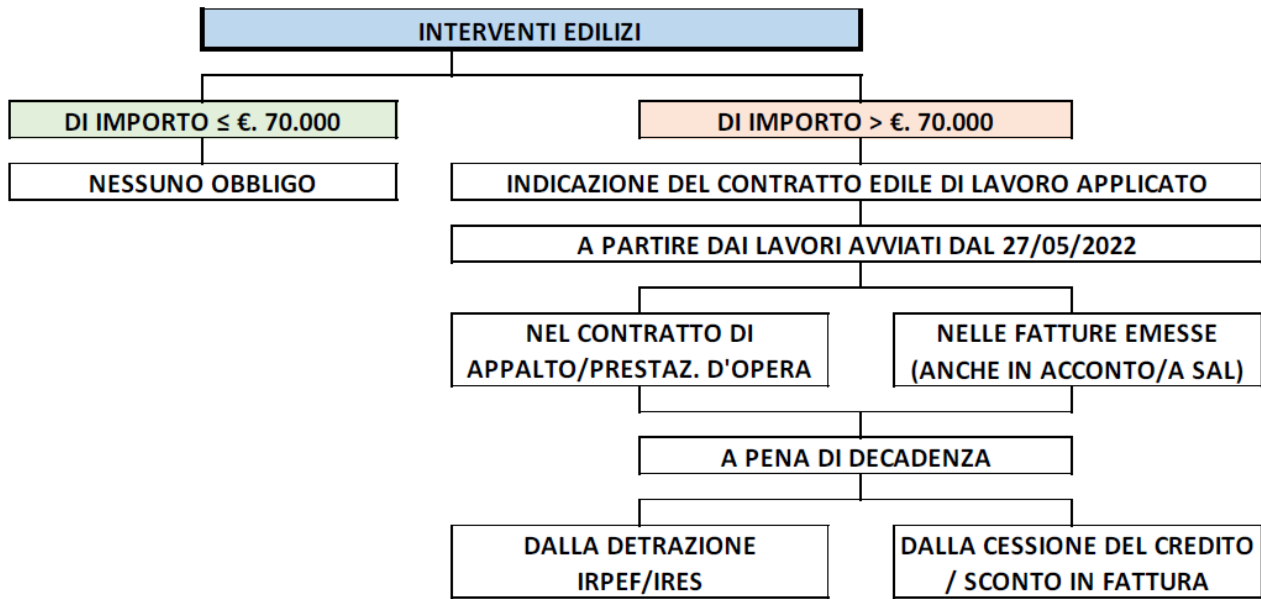 INTERVENTI EDILIZI
DI IMPORTO ≤ €. 70.000
DI IMPORTO > €. 70.000
NESSUNO OBBLIGO
INDICAZIONE DEL CONTRATTO EDILE DI LAVORO APPLICATO
A PARTIRE DAI LAVORI AVVIATI DAL 27/05/2022
NEL CONTRATTO DI
APPALTO/PRESTAZ. D'OPERA
NELLE FATTURE EMESSE
(ANCHE IN ACCONTO/A SAL)
A PENA DI DECADENZA
DALLA DETRAZIONE
IRPEF/IRES
DALLA CESSIONE DEL CREDITO
/ SCONTO IN FATTURA